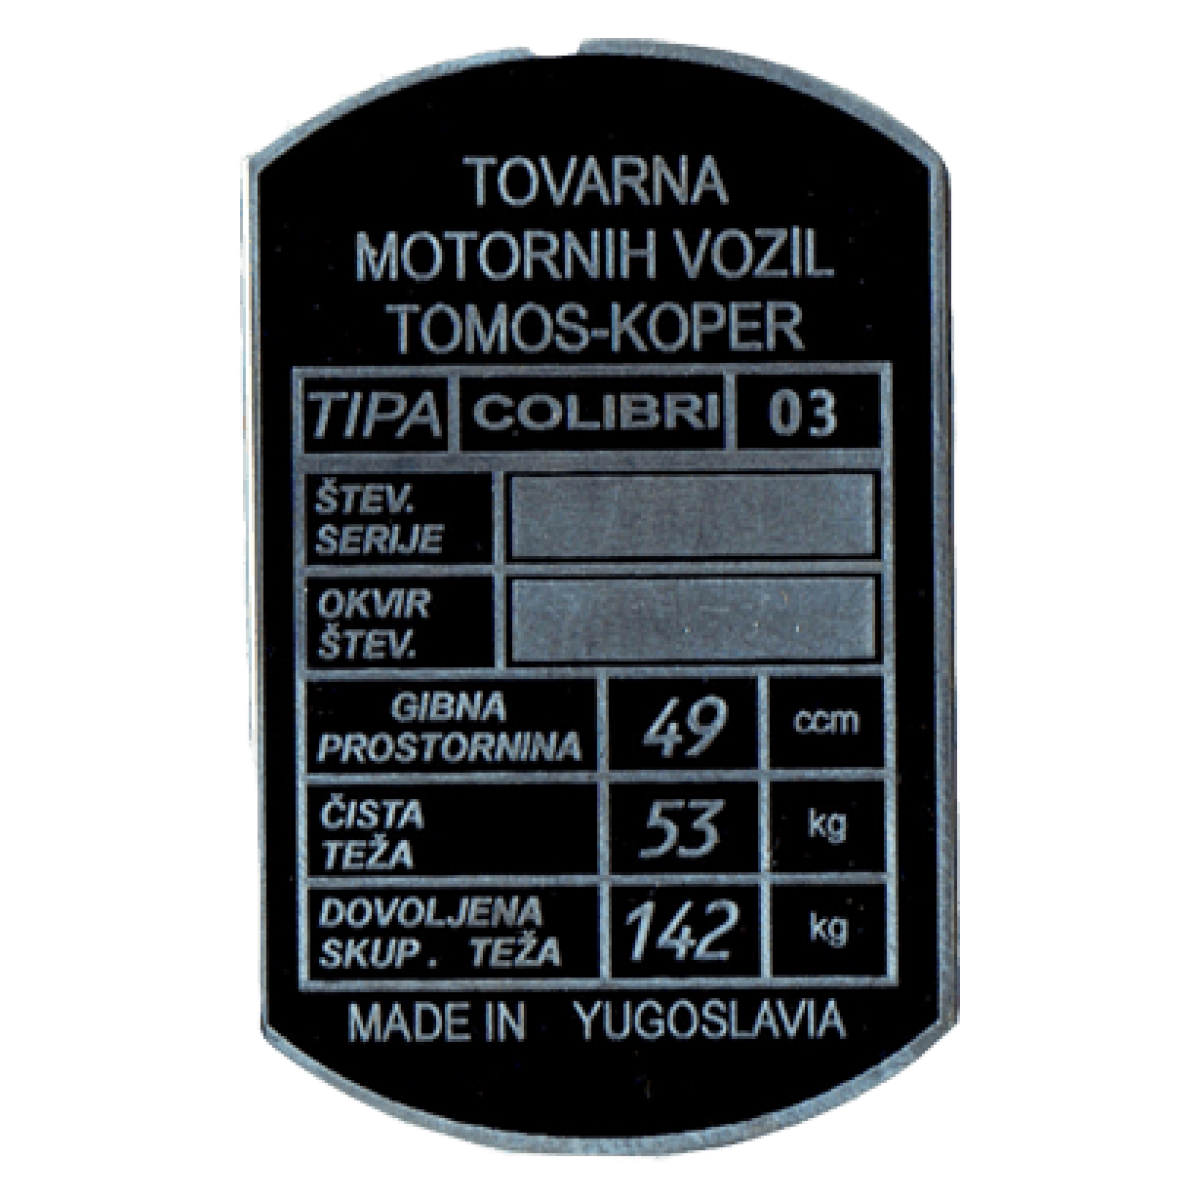 TOVARNA
MOTORNIH VOZIL
TOMOS-KOPER
TIPA COLIBRI 03
ŠTEV.
SERIJE
OKVIR
ŠTEV.
GIBNA
PROSTORNINA 49 ccm
ČISTA
TEŽA 53 kg
DOVOLJENA
SKUP. TEŽA 142 kg
MADE IN YUGOSLAVIA